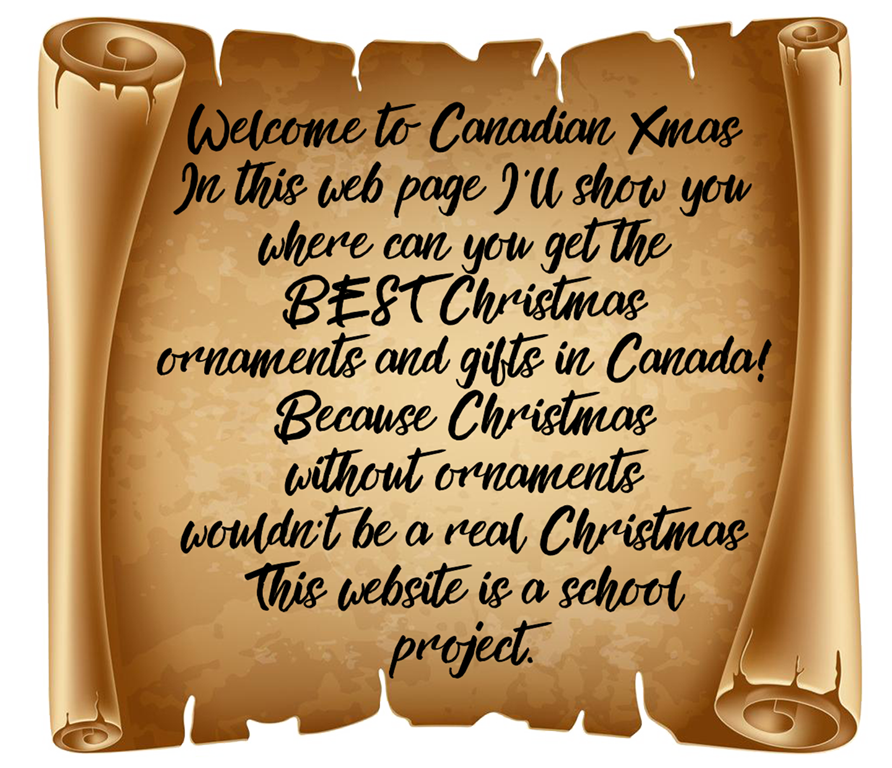 Welcome to Canadian Xmas
In this web page I'll show you
where can you get the
BEST Christmas
ornaments and gifts in Canada!
Because Christmas
without ornaments
wouldn't be a real Christmas
This website is a school
project.